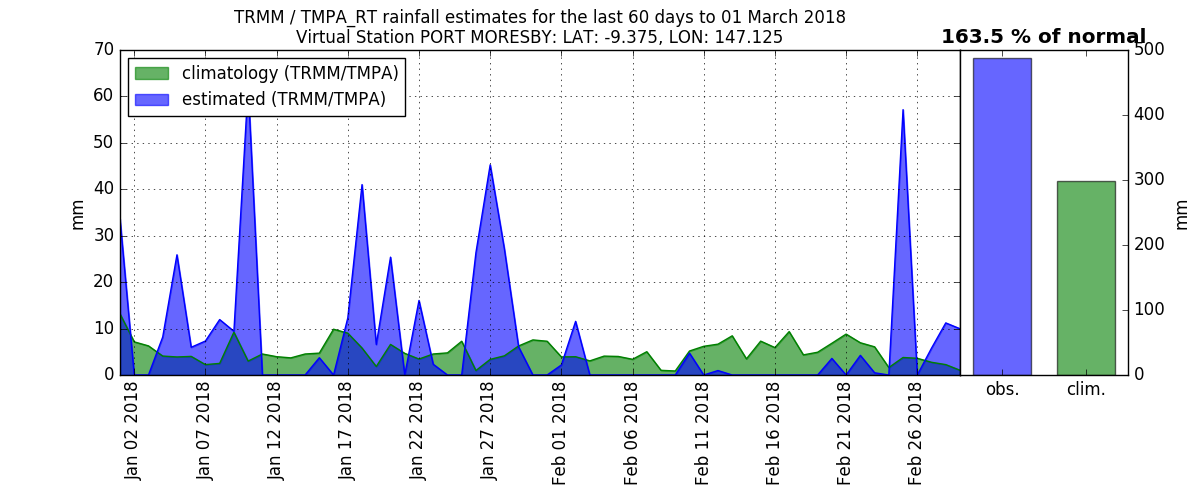 TRMM / TMPA_RT rainfall estimates for the last 60 days to 01 March 2018
Virtual Station PORT MORESBY: LAT: -9.375, LON: 147.125
163.5 % of normal
climatology (TRMM/TMPA)
estimated (TRMM/TMPA)
70
60
50
40
30
20
10
0
mm
Jan 02 2018
Jan 07 2018
Jan 12 2018
Jan 17 2018
Jan 22 2018
Jan 27 2018
Feb 01 2018
Feb 06 2018
Feb 11 2018
Feb 16 2018
Feb 21 2018
Feb 26 2018
obs.
clim.
500
400
300
200
100
0
mm